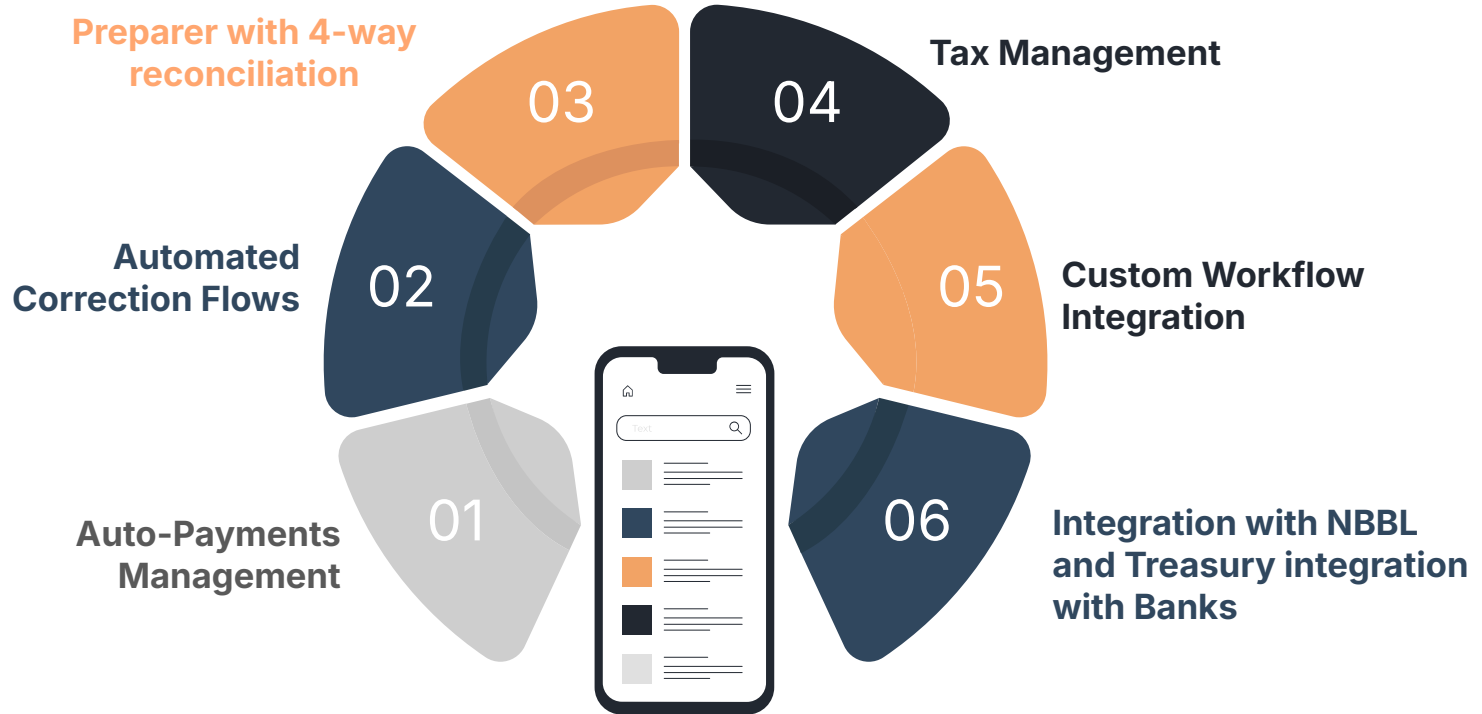 Preparer with 4-way
reconciliation
03
04
Tax Management
Automated
Correction Flows
02
05
Custom Workflow
Integration
Text
Auto-Payments
Management
01
06
Integration with NBBL
and Treasury integration
with Banks